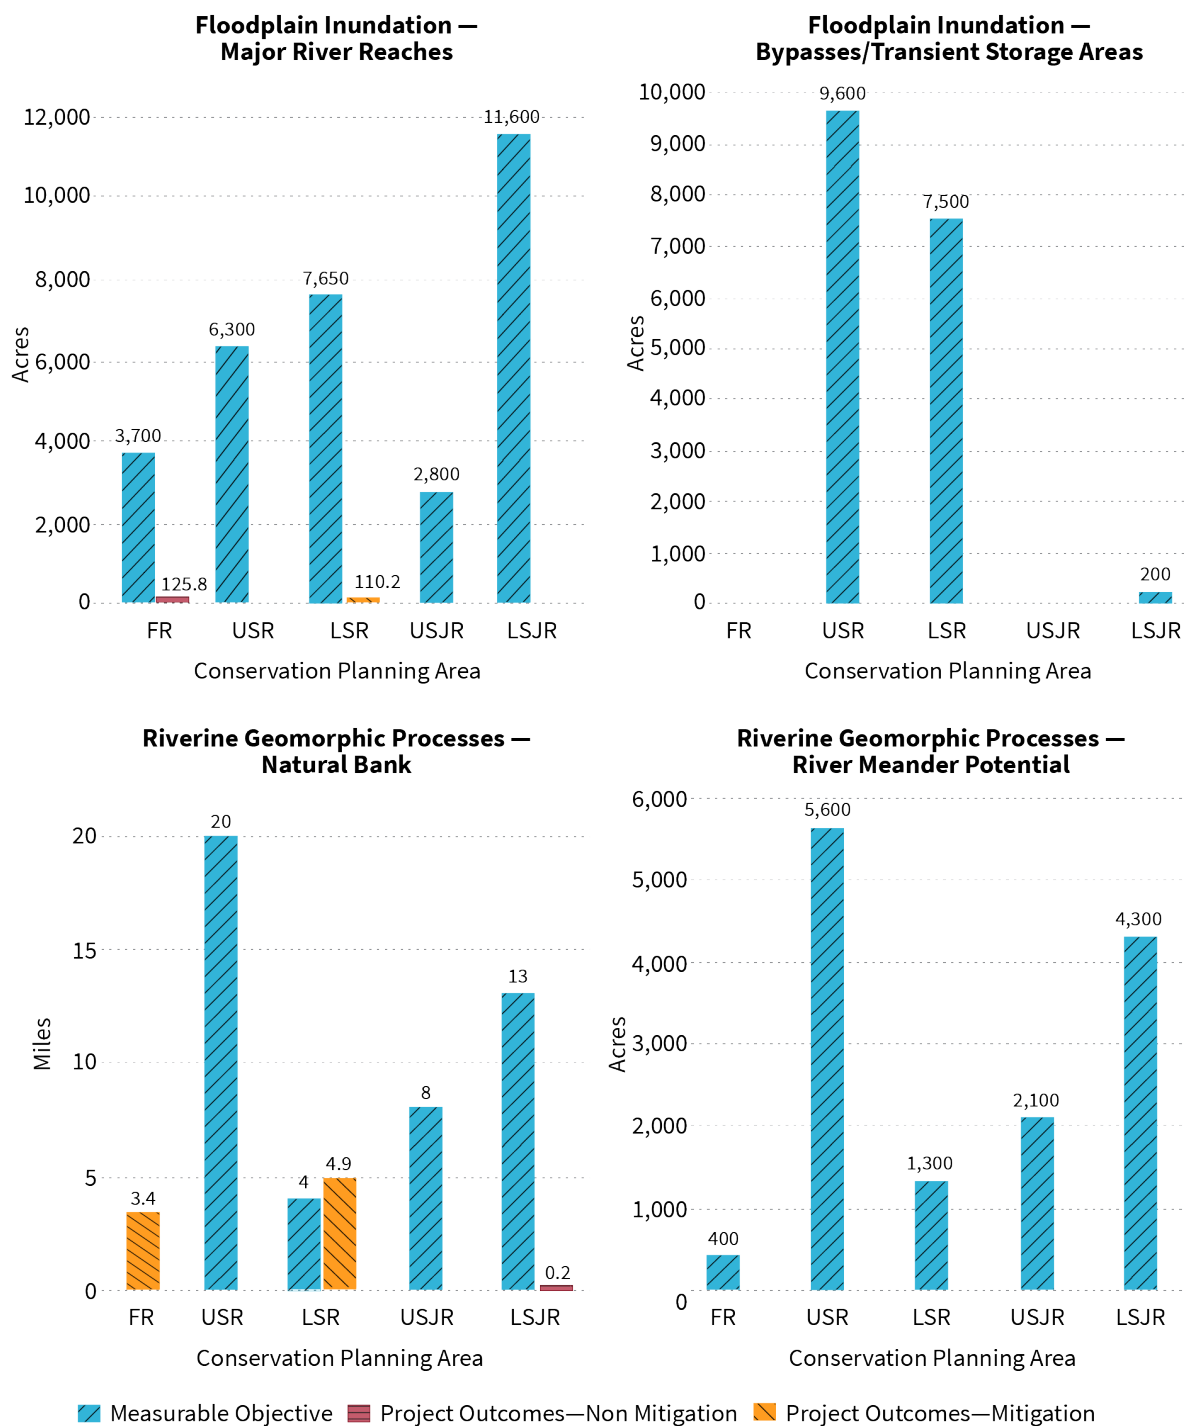 Floodplain Inundation —
Major River Reaches
12,000
10,000
8,000
6,000
4,000
2,000
0
Acres
3,700
125.8
6,300
7,650
110.2
2,800
11,600
FR USR LSR USJR LSJR
Conservation Planning Area
Floodplain Inundation —
Bypasses/Transient Storage Areas
10,000
9,000
8,000
7,000
6,000
5,000
4,000
3,000
2,000
1,000
0
Acres
9,600
7,500
200
FR USR LSR USJR LSJR
Conservation Planning Area
Riverine Geomorphic Processes —
Natural Bank
20
15
10
5
0
Miles
3.4
20
4
4.9
8
13
0.2
FR USR LSR USJR LSJR
Conservation Planning Area
Riverine Geomorphic Processes —
River Meander Potential
6,000
5,000
4,000
3,000
2,000
1,000
0
Acres
400
5,600
1,300
2,100
4,300
FR USR LSR USJR LSJR
Conservation Planning Area
Measurable Objective Project Outcomes—Non Mitigation Project Outcomes—Mitigation